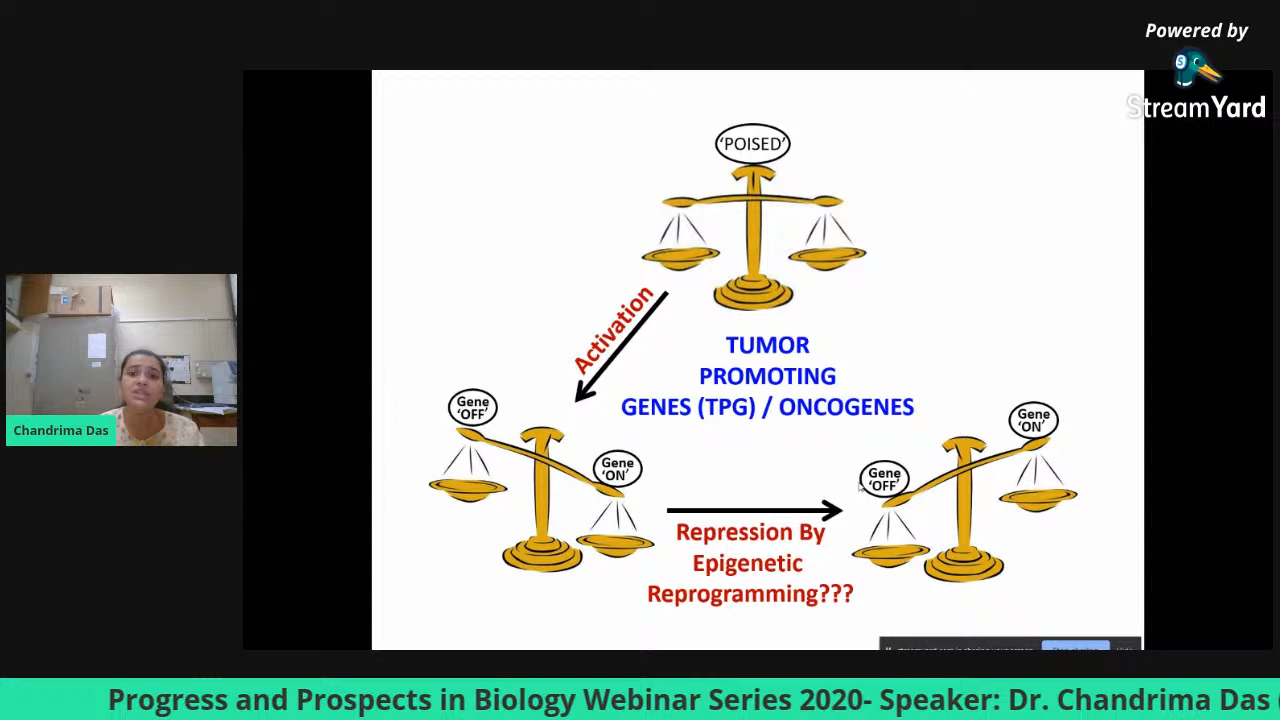 Powered by
StreamYard
'POISED'
Activation
TUMOR
PROMOTING
GENES (TPG) / ONCOGENES
Gene
'OFF'
Gene
'ON'
Gene
'ON'
Gene
'OFF'
Repression By
Epigenetic
Reprogramming???
Chandrima Das
Progress and Prospects in Biology Webinar Series 2020- Speaker: Dr. Chandrima Das